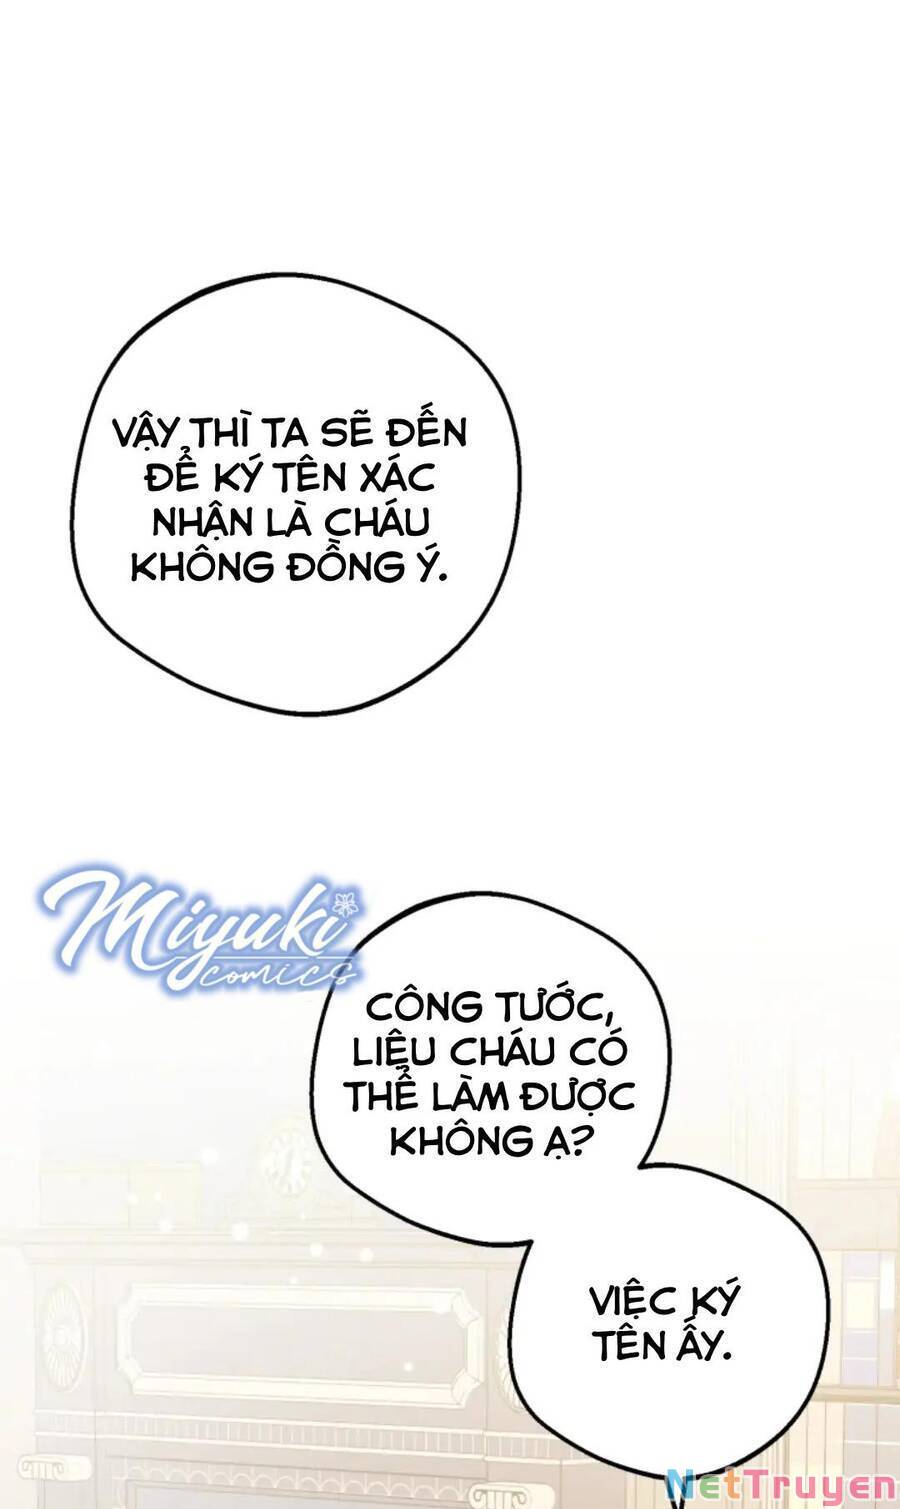 VẬY THÌ TA SẼ ĐẾN
ĐỂ KÝ TÊN XÁC
NHẬN LÀ CHÁU
KHÔNG ĐỒNG Ý.
Miyuki
comics
CÔNG TƯỚC,
LIỆU CHÁU CÓ
THỂ LÀM ĐƯỢC
KHÔNG Ạ?
VIỆC KÝ
TÊN ẤY.
NetTruyen